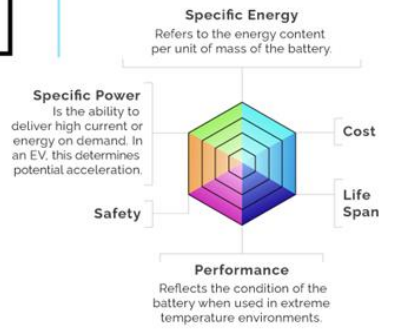 Specific Energy
Refers to the energy content
per unit of mass of the battery.
Specific Power
Is the ability to
deliver high current or
energy on demand. In
an EV, this determines
potential acceleration.
Cost
Life
Span
Safety
Performance
Reflects the condition of the
battery when used in extreme
temperature environments.